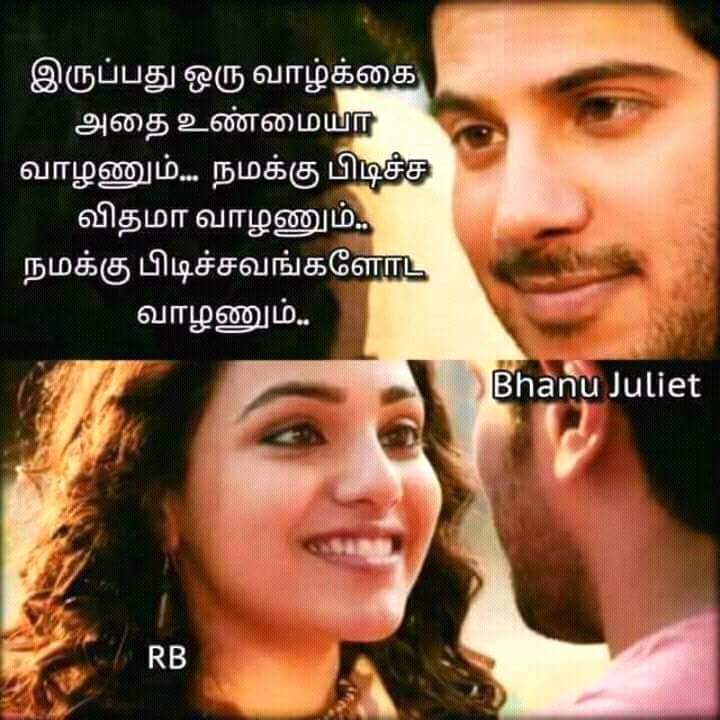 இருப்பது ஒரு வாழ்க்கை
அதை உண்மையா
வாழணும்... நமக்கு பிடிச்ச
விதமா வாழணும்..
நமக்கு பிடிச்சவங்களோட
வாழணும்..
Bhanu Juliet
RB